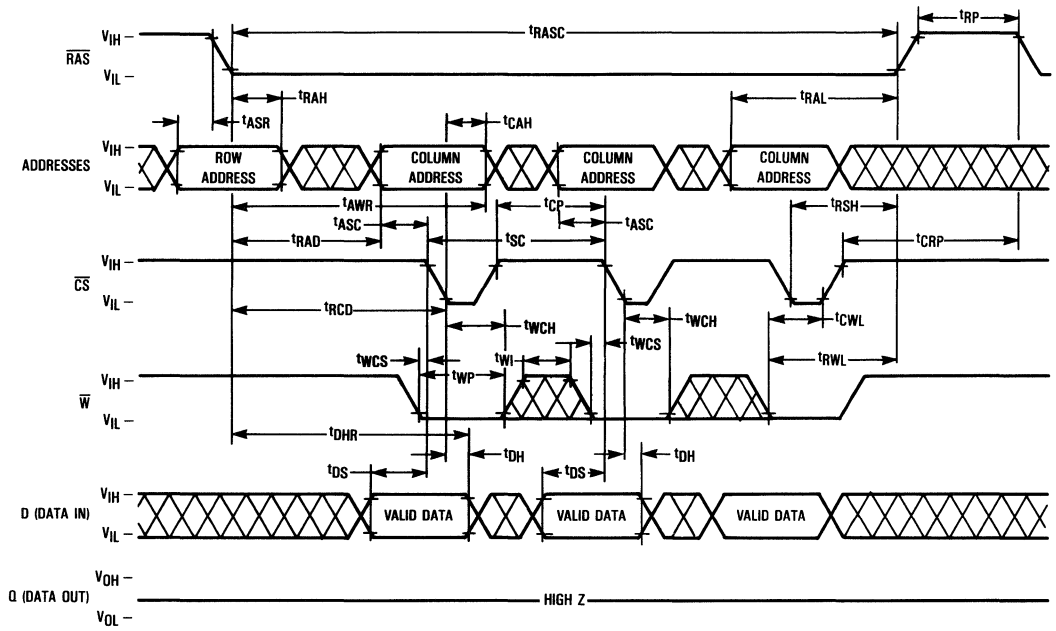 tRP
tRASC
VIH
RAS
VIL
tRAH
tRAL
tASR
tCAH
VIH
ADDRESSES
VIL
ROW ADDRESS
COLUMN ADDRESS
COLUMN ADDRESS
COLUMN ADDRESS
tAWR
tCP
tRSH
tASC
tASC
tRAD
tSC
tCRP
VIH
CS
VIL
tRCD
tWCH
tWCH
tCWL
tWCS
tWI
tWCS
tWP
tRWL
VIH
W
VIL
tDHR
tDS
tDH
tDS
tDH
VIH
D (DATA IN)
VIL
VALID DATA
VALID DATA
VALID DATA
VOH
Q (DATA OUT)
HIGH Z
VOL